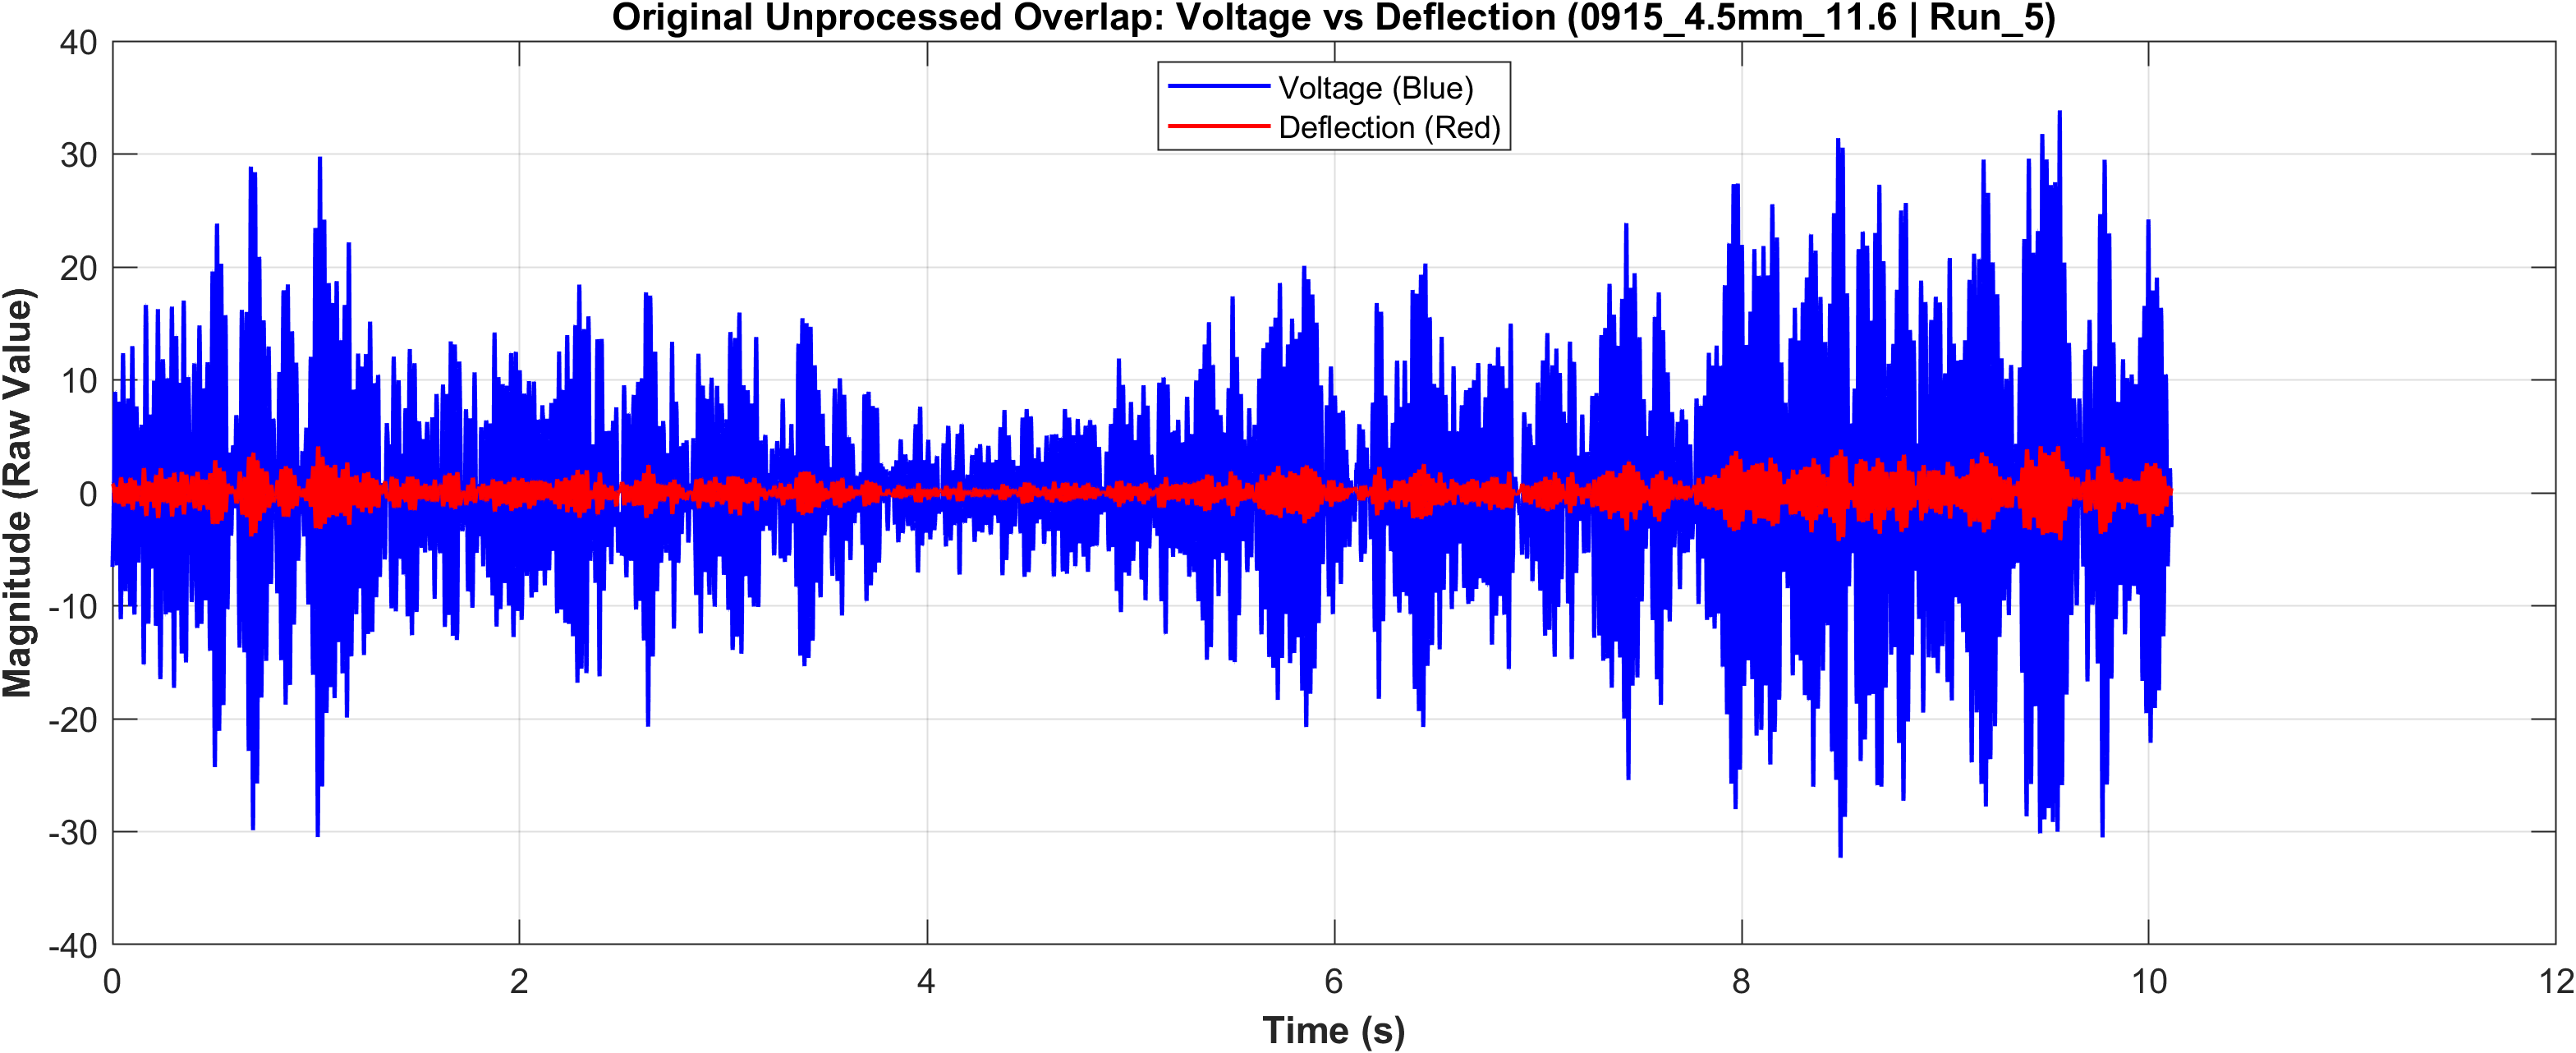 Original Unprocessed Overlap: Voltage vs Deflection (0915_4.5mm_11.6 | Run_5)
Voltage (Blue)
Deflection (Red)
Magnitude (Raw Value)
40
30
20
10
0
-10
-20
-30
-40
0 2 4 6 8 10 12
Time (s)